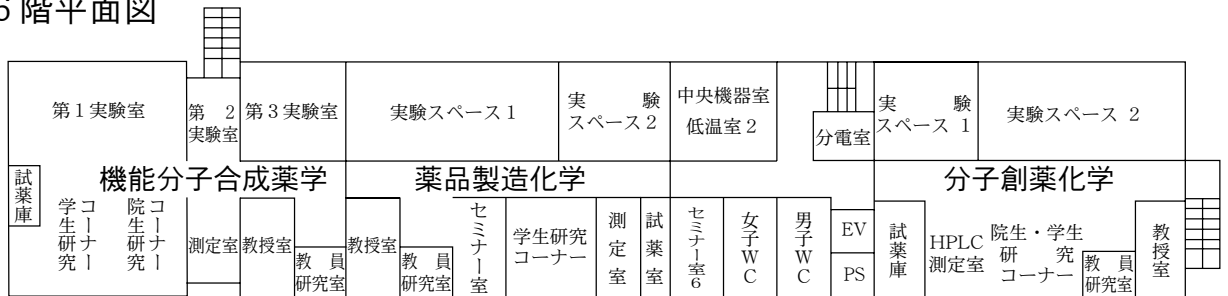 6階平面図
第1実験室
第 2
実験室
第3実験室
実験スペース1
実 験
スペース2
中央機器室
低温室2
分電室
実 験
スペース 1
実験スペース 2
機能分子合成薬学
薬品製造化学
分子創薬化学
試薬庫
学生研究
コーナー
院生研究
コーナー
測定室
教授室
教 員
研究室
教授室
教 員
研究室
セミナー室
学生研究
コーナー
測定室
試薬室
セミナー室6
女子WC
男子WC
EV
PS
試薬庫
HPLC
測定室
院生・学生
研 究
コーナー
教 員
研究室
教授室